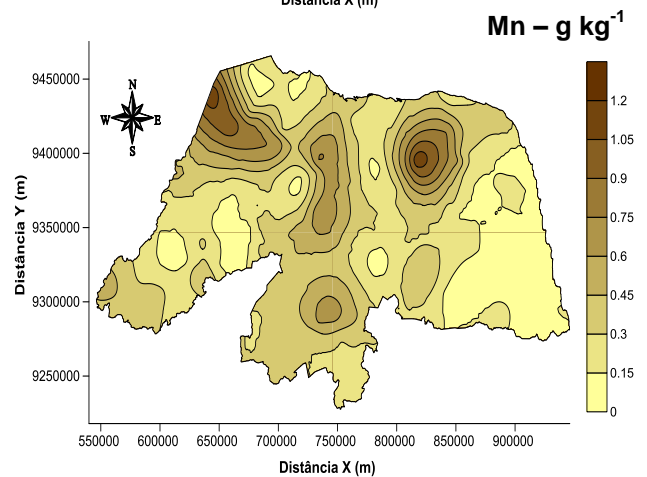 Distância X (m)
Mn – g kg-1
9450000
9400000
9350000
9300000
9250000
Distância Y (m)
N
W
E
S
1.2
1.05
0.9
0.75
0.6
0.45
0.3
0.15
0
550000 600000 650000 700000 750000 800000 850000 900000
Distância X (m)